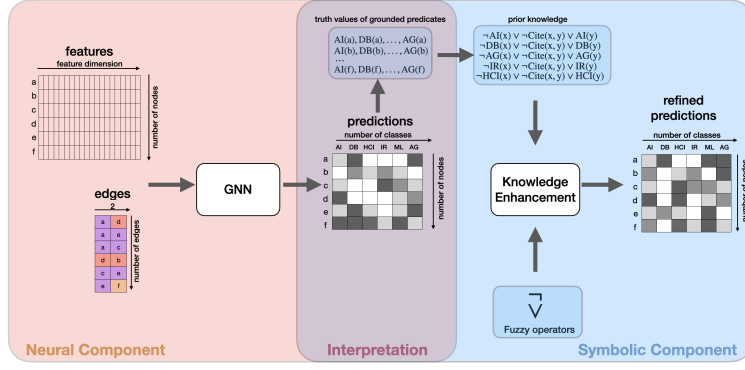 features
feature dimension
number of nodes
a
b
c
d
e
f
edges
2
number of edges
a d
a e
a c
d b
c e
e f
GNN
Neural Component
truth values of grounded predicates
AI(a), DB(a), . . . , AG(a)
AI(b), DB(b), . . . , AG(b)
...
AI(f), DB(f), . . . , AG(f)
predictions
number of classes
AI DB HCI IR ML AG
number of nodes
a
b
c
d
e
f
Interpretation
prior knowledge
¬AI(x) ∨ ¬Cite(x, y) ∨ AI(y)
¬DB(x) ∨ ¬Cite(x, y) ∨ DB(y)
¬AG(x) ∨ ¬Cite(x, y) ∨ AG(y)
¬IR(x) ∨ ¬Cite(x, y) ∨ IR(y)
¬HCI(x) ∨ ¬Cite(x, y) ∨ HCI(y)
Knowledge
Enhancement
¬
∨
Fuzzy operators
refined
predictions
number of classes
AI DB HCI IR ML AG
number of nodes
a
b
c
d
e
f
Symbolic Component